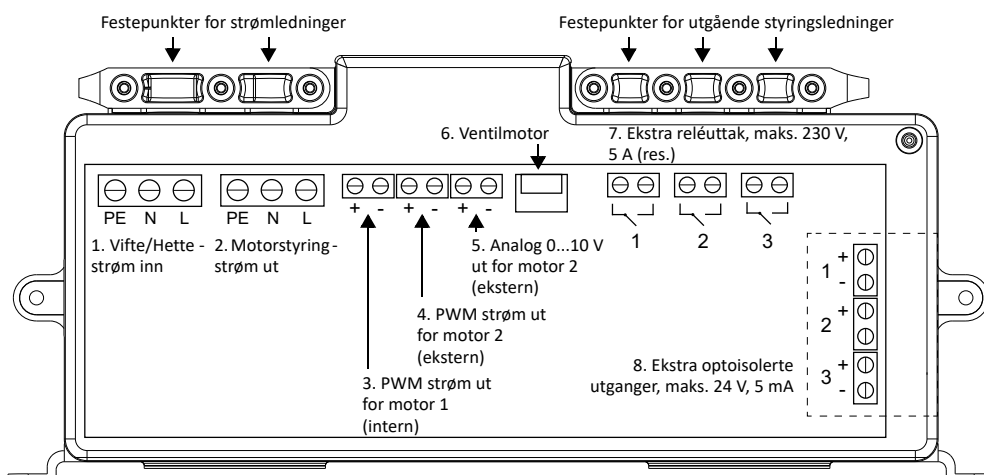 Festepunkter for strømledninger
Festepunkter for utgående styringsledninger
6. Ventilmotor
7. Ekstra reléuttak, maks. 230 V,
5 A (res.)
PE N L
PE N L
+ - + - + -
1 2 3
1. Vifte/Hette -
strøm inn
2. Motorstyring -
strøm ut
5. Analog 0...10 V
ut for motor 2
(ekstern)
4. PWM strøm ut
for motor 2
(ekstern)
3. PWM strøm ut
for motor 1
(intern)
8. Ekstra optoisolerte
utganger, maks. 24 V, 5 mA
1 + -
2 + -
3 + -